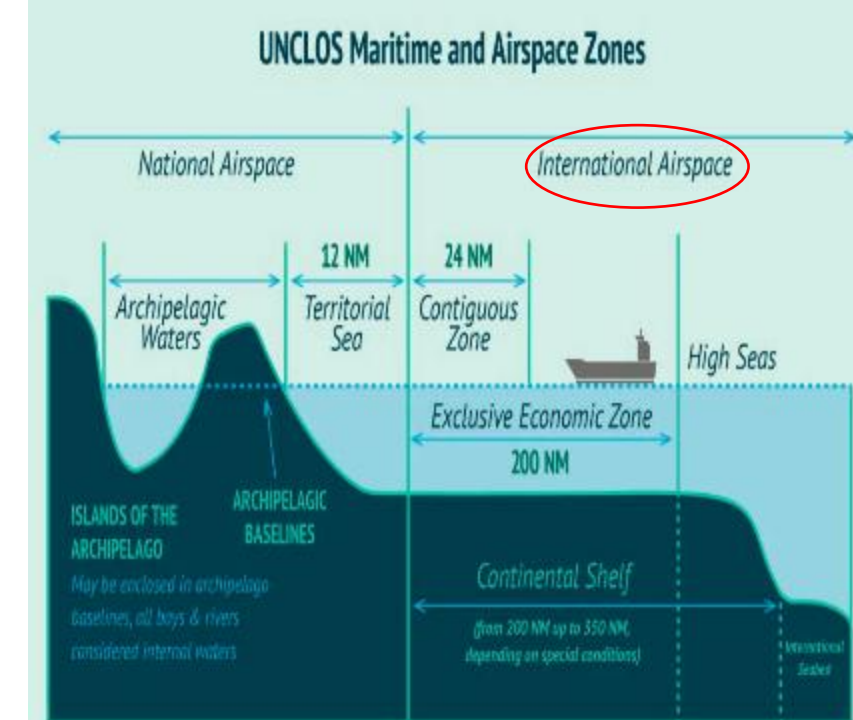 UNCLOS Maritime and Airspace Zones
National Airspace
International Airspace
12 NM
24 NM
Archipelagic
Waters
Territorial
Sea
Contiguous
Zone
High Seas
Exclusive Economic Zone
200 NM
ISLANDS OF THE
ARCHIPELAGO
ARCHIPELAGIC
BASELINES
May be enclosed in archipelago
baselines, all bays & rivers
considered internal waters
Continental Shelf
(from 200 NM up to 350 NM,
depending on special conditions)
International
Seabed